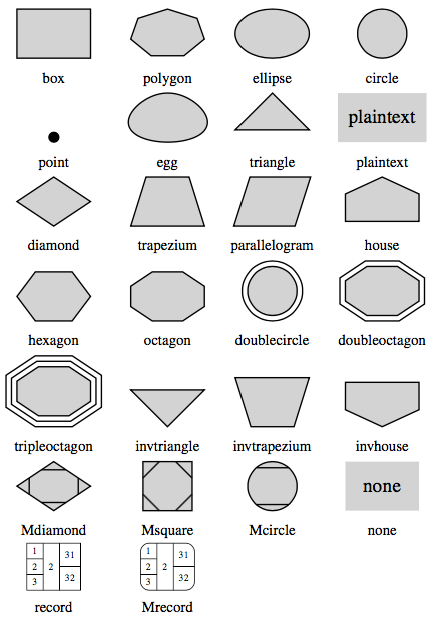 box polygon ellipse circle
plaintext
point egg triangle plaintext
diamond trapezium parallelogram house
hexagon octagon doublecircle doubleoctagon
tripleoctagon invtriangle invtrapezium invhouse
none
Mdiamond Msquare Mcircle none
1 2 3 2 31 32
1 2 3 2 31 32
record Mrecord